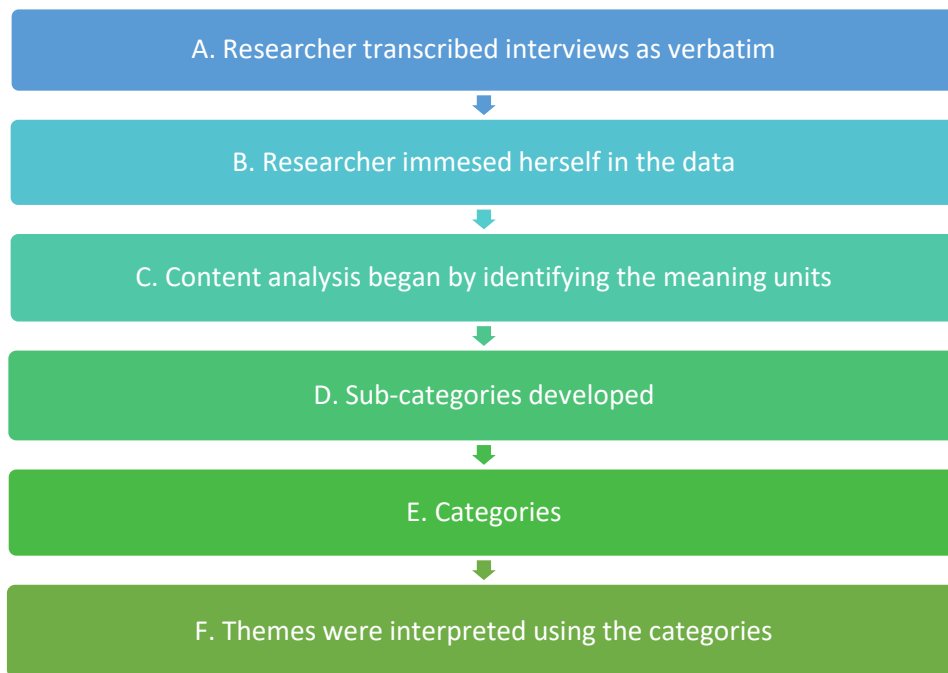 A. Researcher transcribed interviews as verbatim
B. Researcher immesed herself in the data
C. Content analysis began by identifying the meaning units
D. Sub-categories developed
E. Categories
F. Themes were interpreted using the categories